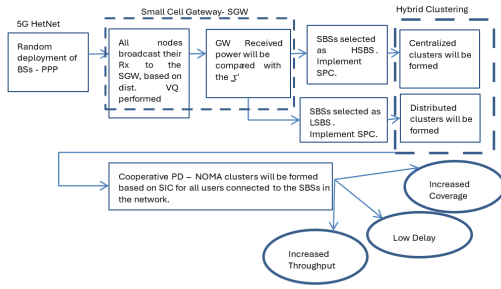 Small Cell Gateway- SGW
Hybrid Clustering
5G HetNet
Random
deployment of
BSs - PPP
All nodes
broadcast their
Rx to the
SGW, based on
dist. VQ
performed
GW Received
power will be
compared with
the
SBSs selected
as HSBS.
Implement
SPC.
Centralized
clusters will be
formed
SBSs selected as
LSBS.
Implement SPC.
Distributed
clusters will be
formed
Cooperative PD – NOMA clusters will be formed
based on SIC for all users connected to the SBSs in
the network.
Increased
Coverage
Low Delay
Increased
Throughput